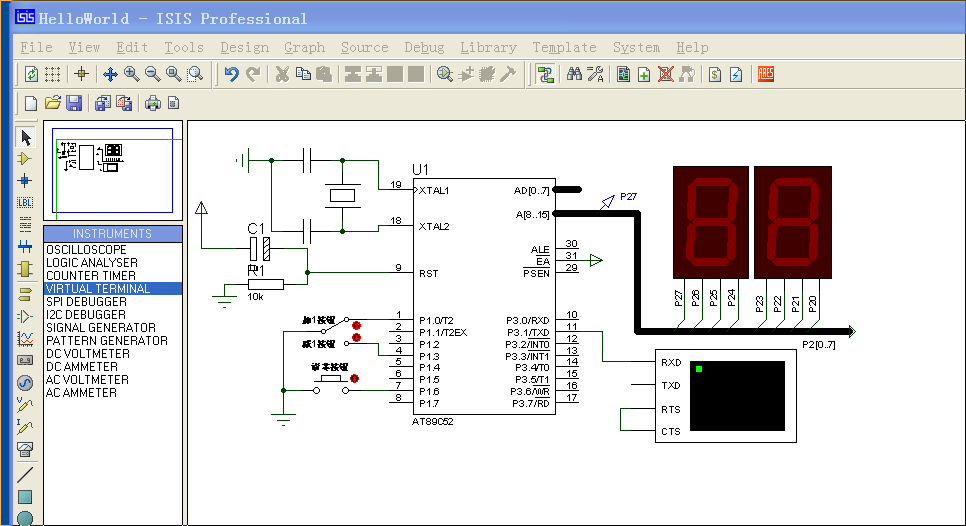 HelloWorld - ISIS Professional
File View Edit Tools Design Graph Source Debug Library Template System Help
ARES
LBL
INSTRUMENTS
OSCILLOSCOPE
LOGIC ANALYSER
COUNTER TIMER
VIRTUAL TERMINAL
SPI DEBUGGER
I2C DEBUGGER
SIGNAL GENERATOR
PATTERN GENERATOR
DC VOLTMETER
DC AMMETER
AC VOLTMETER
AC AMMETER
U1
19 XTAL1
18 XTAL2
9 RST
C1
R1
10k
1 P1.0/T2
2 P1.1/T2EX
3 P1.2
4 P1.3
5 P1.4
6 P1.5
7 P1.6
8 P1.7
AT89C52
加1按钮
减1按钮
AD[0..7]
A[8..15]
ALE 30
EA 31
PSEN 29
P3.0/RXD 10
P3.1/TXD 11
P3.2/INT0 12
P3.3/INT1 13
P3.4/T0 14
P3.5/T1 15
P3.6/WR 16
P3.7/RD 17
P27
P27 P26 P25 P24 P23 P22 P21 P20
P2[0..7]
RXD
TXD
RTS
CTS